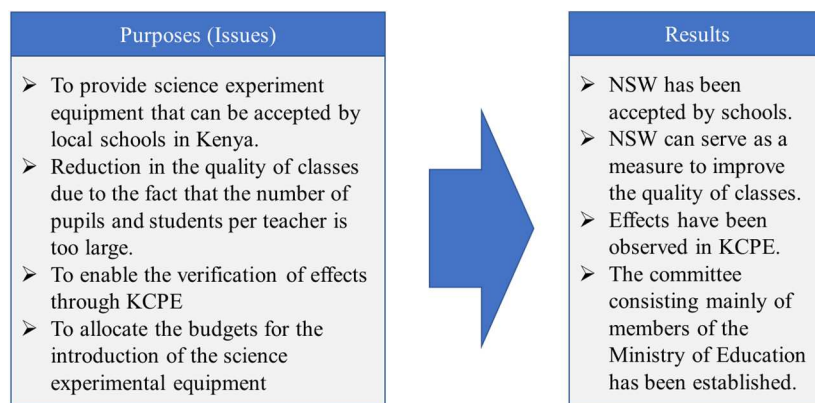 Purposes (Issues)
➤ To provide science experiment
equipment that can be accepted by
local schools in Kenya.
➤ Reduction in the quality of classes
due to the fact that the number of
pupils and students per teacher is
too large.
➤ To enable the verification of effects
through KCPE
➤ To allocate the budgets for the
introduction of the science
experimental equipment
Results
➤ NSW has been
accepted by schools.
➤ NSW can serve as a
measure to improve
the quality of classes.
➤ Effects have been
observed in KCPE.
➤ The committee
consisting mainly of
members of the
Ministry of Education
has been established.